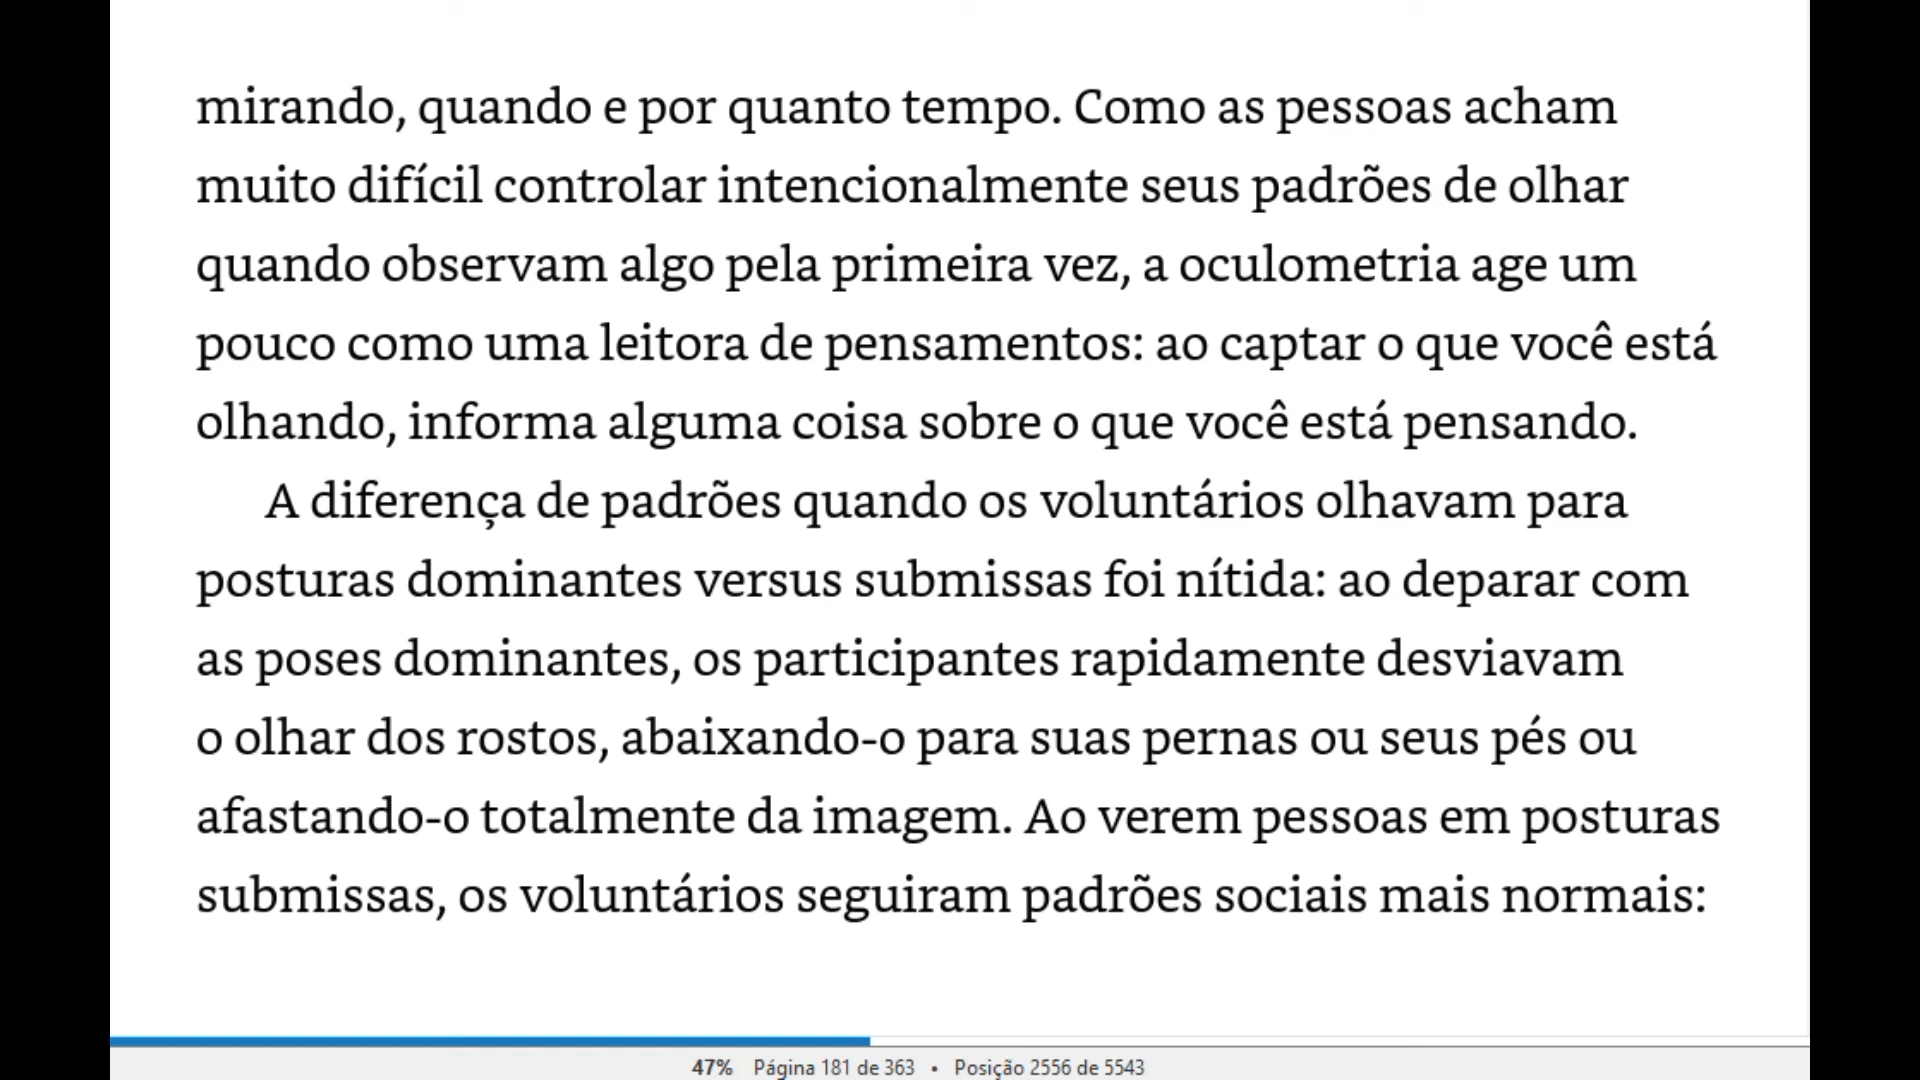 mirando, quando e por quanto tempo. Como as pessoas acham
muito difícil controlar intencionalmente seus padrões de olhar
quando observam algo pela primeira vez, a oculometria age um
pouco como uma leitora de pensamentos: ao captar o que você está
olhando, informa alguma coisa sobre o que você está pensando.
A diferença de padrões quando os voluntários olhavam para
posturas dominantes versus submissas foi nítida: ao deparar com
as poses dominantes, os participantes rapidamente desviavam
o olhar dos rostos, abaixando-o para suas pernas ou seus pés ou
afastando-o totalmente da imagem. Ao verem pessoas em posturas
submissas, os voluntários seguiram padrões sociais mais normais:
47% Página 181 de 363 • Posição 2556 de 5543